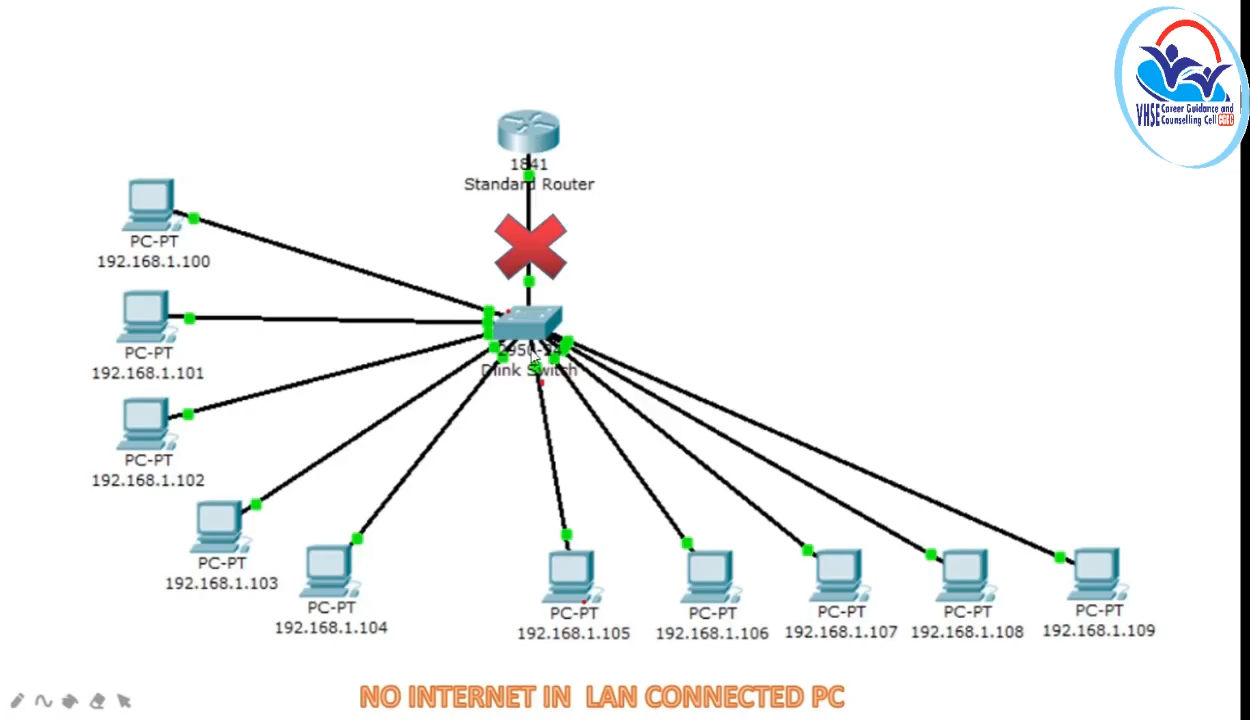 VHSE Career Guidance and
Counselling Cell CGCC
1841
Standard Router
PC-PT
192.168.1.100
PC-PT
192.168.1.101
2950-24
Dlink Switch
PC-PT
192.168.1.102
PC-PT
192.168.1.103
PC-PT
192.168.1.104
PC-PT
192.168.1.105
PC-PT
192.168.1.106
PC-PT
192.168.1.107
PC-PT
192.168.1.108
PC-PT
192.168.1.109
NO INTERNET IN LAN CONNECTED PC